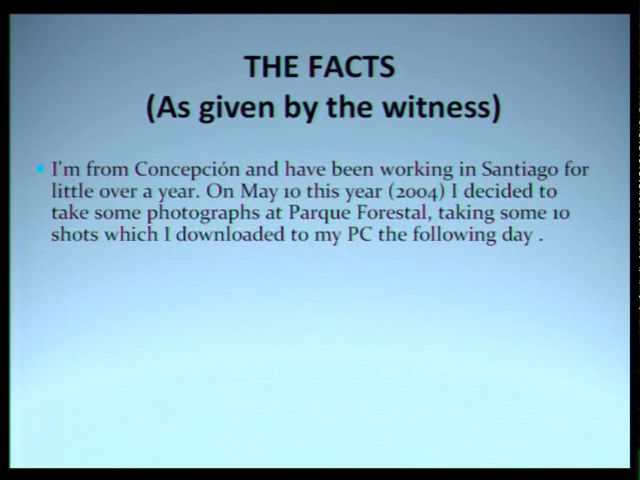 THE FACTS
(As given by the witness)
I'm from Concepción and have been working in Santiago for
little over a year. On May 10 this year (2004) I decided to
take some photographs at Parque Forestal, taking some 10
shots which I downloaded to my PC the following day .